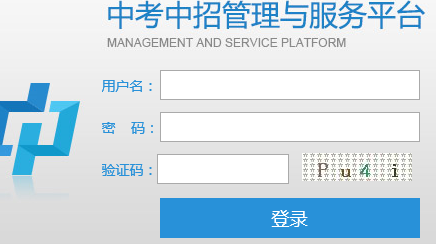 中考中招管理与服务平台
MANAGEMENT AND SERVICE PLATFORM
用户名：
密 码：
验证码： Pu4i
登录